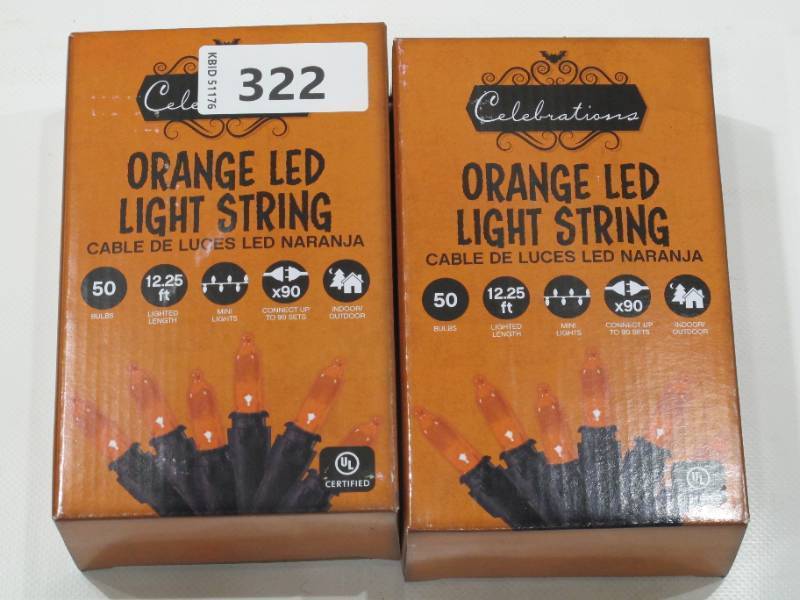 KBID 51176
322
Cele
ORANGE LED
LIGHT STRING
CABLE DE LUCES LED NARANJA
50
BULBS
12.25
ft
LIGHTED
LENGTH
MINI
LIGHTS
x90
CONNECT UP
TO 90 SETS
INDOOR/
OUTDOOR
UL
CERTIFIED
Celebrations
ORANGE LED
LIGHT STRING
CABLE DE LUCES LED NARANJA
50
BULBS
12.25
ft
LIGHTED
LENGTH
MINI
LIGHTS
x90
CONNECT UP
TO 90 SETS
INDOOR/
OUTDOOR
UL